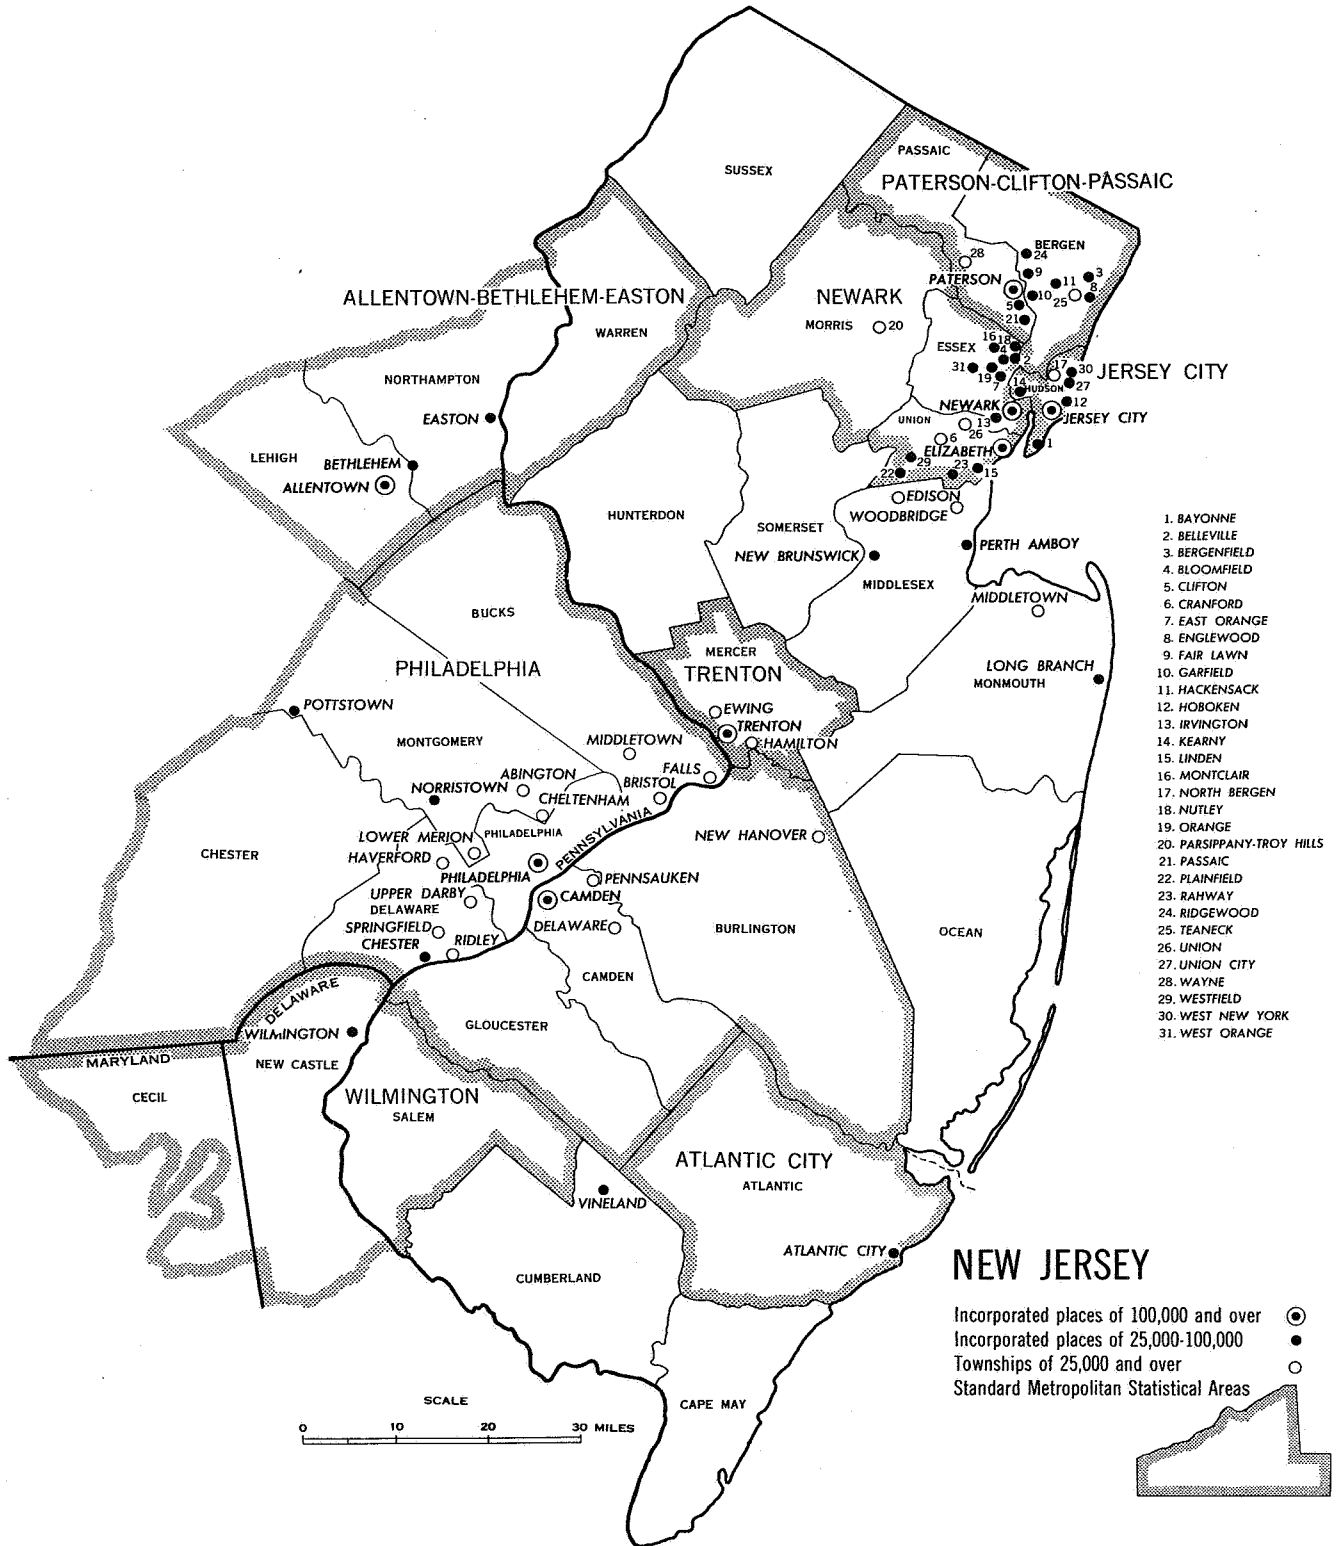 PASSAIC
SUSSEX
PATERSON-CLIFTON-PASSAIC
BERGEN
24
28
9
3
PATERSON
11
8
10
25
5
ALLENTOWN-BETHLEHEM-EASTON
NEWARK
21
MORRIS
20
WARREN
16
18
ESSEX
4
2
17
31
30
JERSEY CITY
19
7
NORTHAMPTON
14
HUDSON
27
NEWARK
12
EASTON
UNION
13
JERSEY CITY
26
6
1
ELIZABETH
LEHIGH
BETHLEHEM
29
23
22
15
ALLENTOWN
EDISON
HUNTERDON
WOODBRIDGE
SOMERSET
NEW BRUNSWICK
PERTH AMBOY
MIDDLESEX
MIDDLETOWN
BUCKS
MERCER
PHILADELPHIA
TRENTON
LONG BRANCH
MONMOUTH
POTTSTOWN
EWING
TRENTON
MONTGOMERY
MIDDLETOWN
HAMILTON
ABINGTON
FALLS
NORRISTOWN
BRISTOL
CHELTENHAM
LOWER MERION
PHILADELPHIA
PENNSYLVANIA
NEW HANOVER
CHESTER
HAVERFORD
PHILADELPHIA
PENNSAUKEN
UPPER DARBY
CAMDEN
DELAWARE
SPRINGFIELD
DELAWARE
BURLINGTON
OCEAN
CHESTER
RIDLEY
CAMDEN
DELAWARE
GLOUCESTER
WILMINGTON
MARYLAND
NEW CASTLE
CECIL
WILMINGTON
SALEM
ATLANTIC CITY
ATLANTIC
VINELAND
ATLANTIC CITY
CUMBERLAND
CAPE MAY
1. BAYONNE
2. BELLEVILLE
3. BERGENFIELD
4. BLOOMFIELD
5. CLIFTON
6. CRANFORD
7. EAST ORANGE
8. ENGLEWOOD
9. FAIR LAWN
10. GARFIELD
11. HACKENSACK
12. HOBOKEN
13. IRVINGTON
14. KEARNY
15. LINDEN
16. MONTCLAIR
17. NORTH BERGEN
18. NUTLEY
19. ORANGE
20. PARSIPPANY-TROY HILLS
21. PASSAIC
22. PLAINFIELD
23. RAHWAY
24. RIDGEWOOD
25. TEANECK
26. UNION
27. UNION CITY
28. WAYNE
29. WESTFIELD
30. WEST NEW YORK
31. WEST ORANGE
NEW JERSEY
Incorporated places of 100,000 and over
Incorporated places of 25,000-100,000
Townships of 25,000 and over
Standard Metropolitan Statistical Areas
SCALE
0 10 20 30 MILES